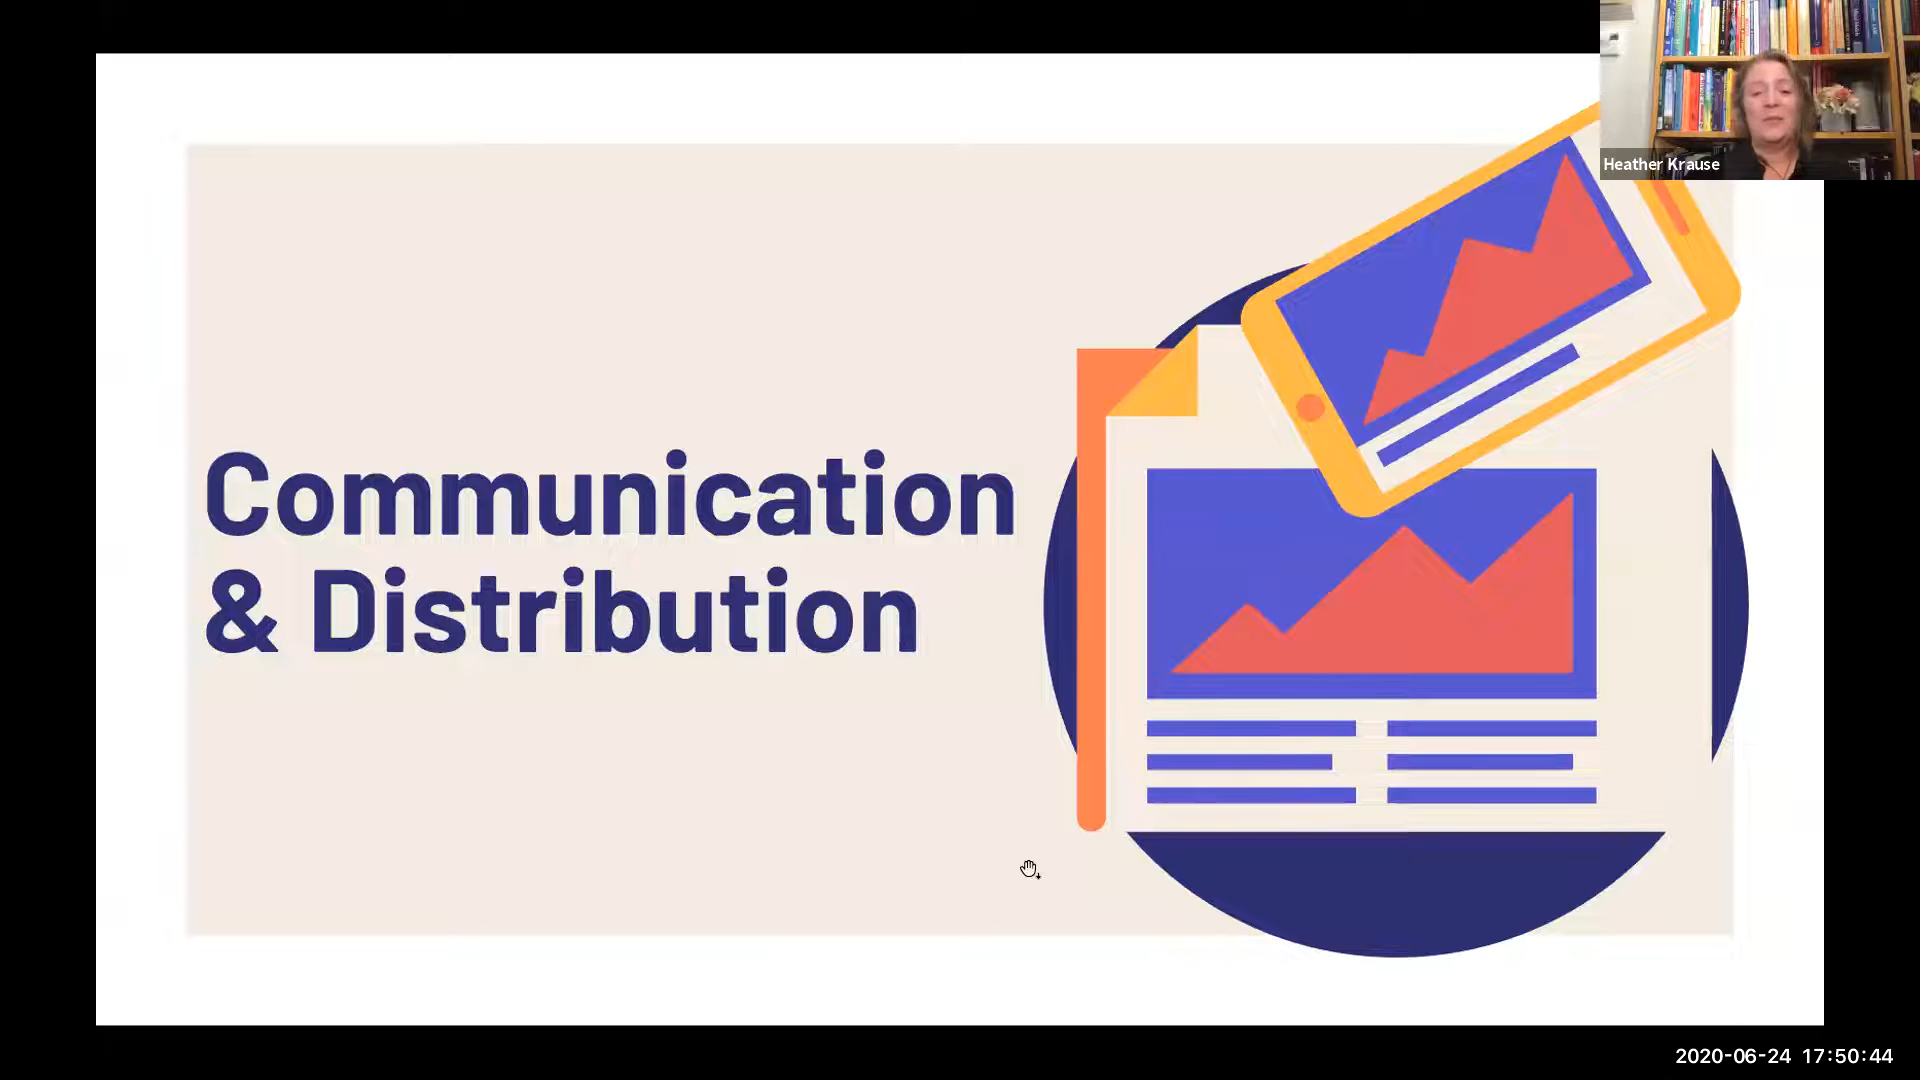 Heather Krause
Communication
& Distribution
2020-06-24 17:50:44